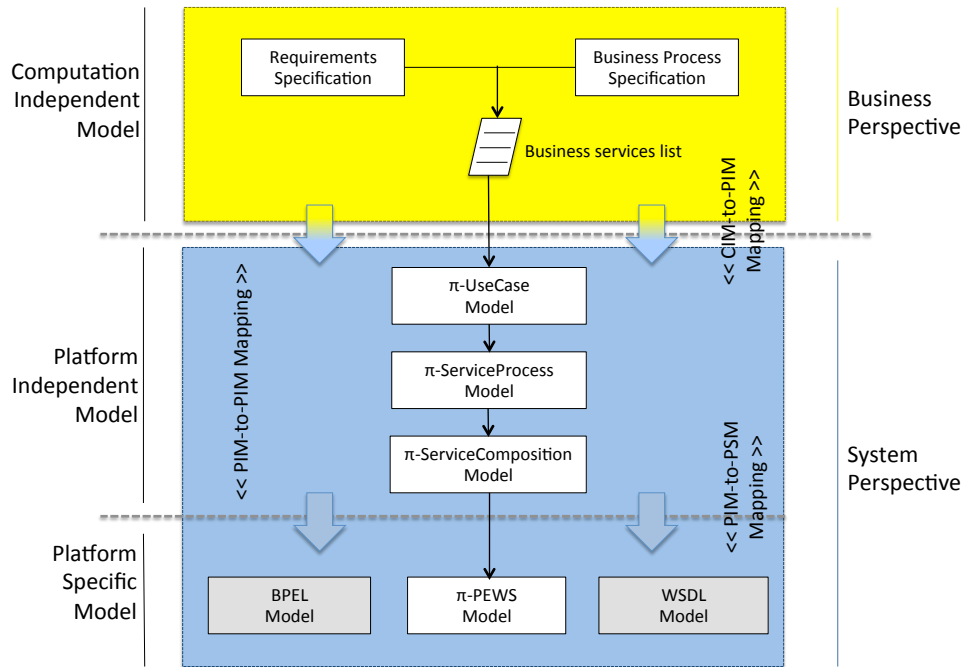 Computation
Independent
Model
Requirements
Specification
Business Process
Specification
Business services list
<< CIM-to-PIM
Mapping >>
Business
Perspective
Platform
Independent
Model
<< PIM-to-PIM Mapping >>
π-UseCase
Model
π-ServiceProcess
Model
π-ServiceComposition
Model
<< PIM-to-PSM
Mapping >>
System
Perspective
Platform
Specific
Model
BPEL
Model
π-PEWS
Model
WSDL
Model